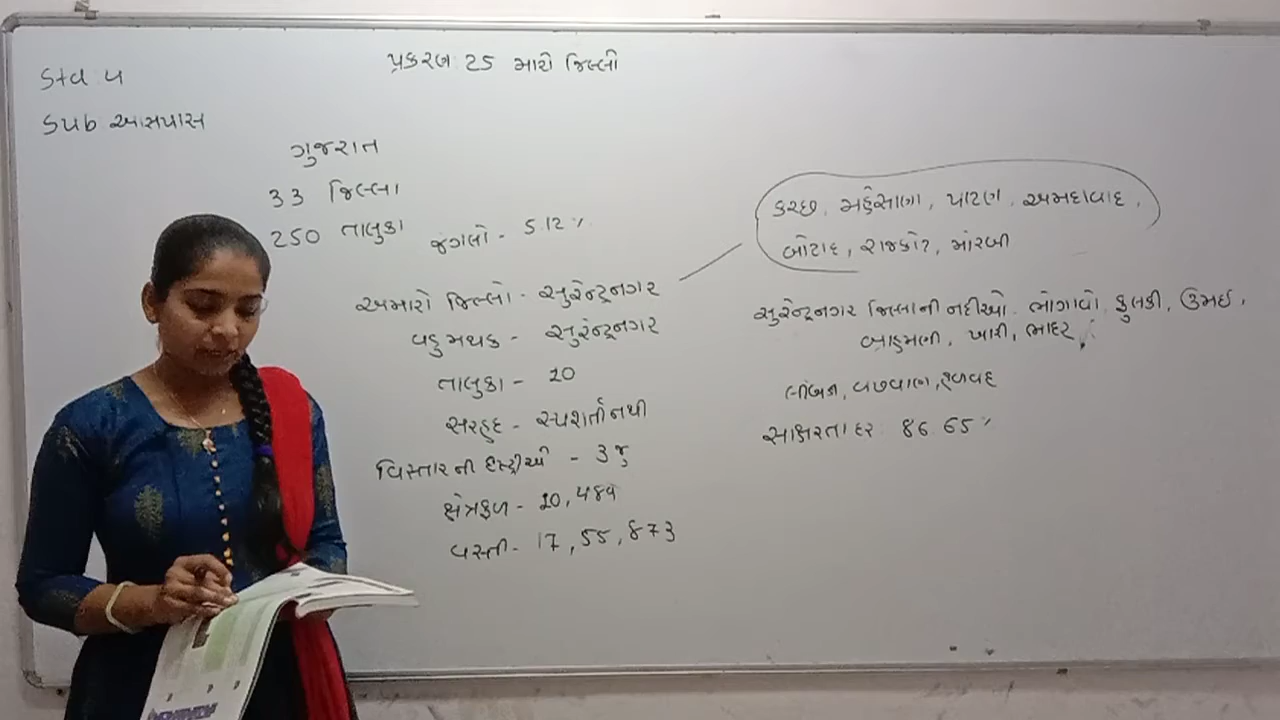 પ્રકરણ 25 મારો જિલ્લો
Std 4
Sub આસપાસ
ગુજરાત
33 જિલ્લા
250 તાલુકા
જંગલો - 5.12%
અમારો જિલ્લો - સુરેન્દ્રનગર
વડુમથક - સુરેન્દ્રનગર
તાલુકા - 10
સરહદ - સ્પર્શતી નથી
વિસ્તારની દ્રષ્ટીએ - 3જુ
ક્ષેત્રફળ - 10,489
વસ્તી - 17,55,873
કચ્છ, મહેસાણા, પાટણ, અમદાવાદ,
બોટાદ, રાજકોટ, મોરબી
સુરેન્દ્રનગર જિલ્લાની નદીઓ. ભોગાવો, ફુલકી, ઉમઈ,
બ્રાહ્મણી, ખારી, ભાદર,
વઢવાણ, હળવદ
સાક્ષરતા દર: 86.65%